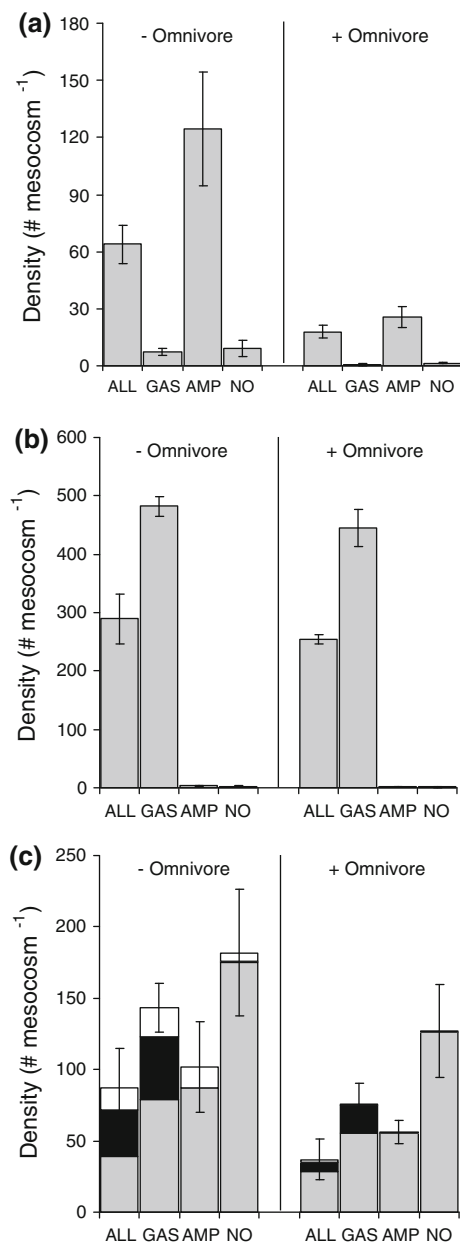 (a)
- Omnivore
+ Omnivore
Density (# mesocosm -1)
180
150
120
90
60
30
0
ALL GAS AMP NO
ALL GAS AMP NO
(b)
- Omnivore
+ Omnivore
Density (# mesocosm -1)
600
500
400
300
200
100
0
ALL GAS AMP NO
ALL GAS AMP NO
(c)
- Omnivore
+ Omnivore
Density (# mesocosm -1)
250
200
150
100
50
0
ALL GAS AMP NO
ALL GAS AMP NO